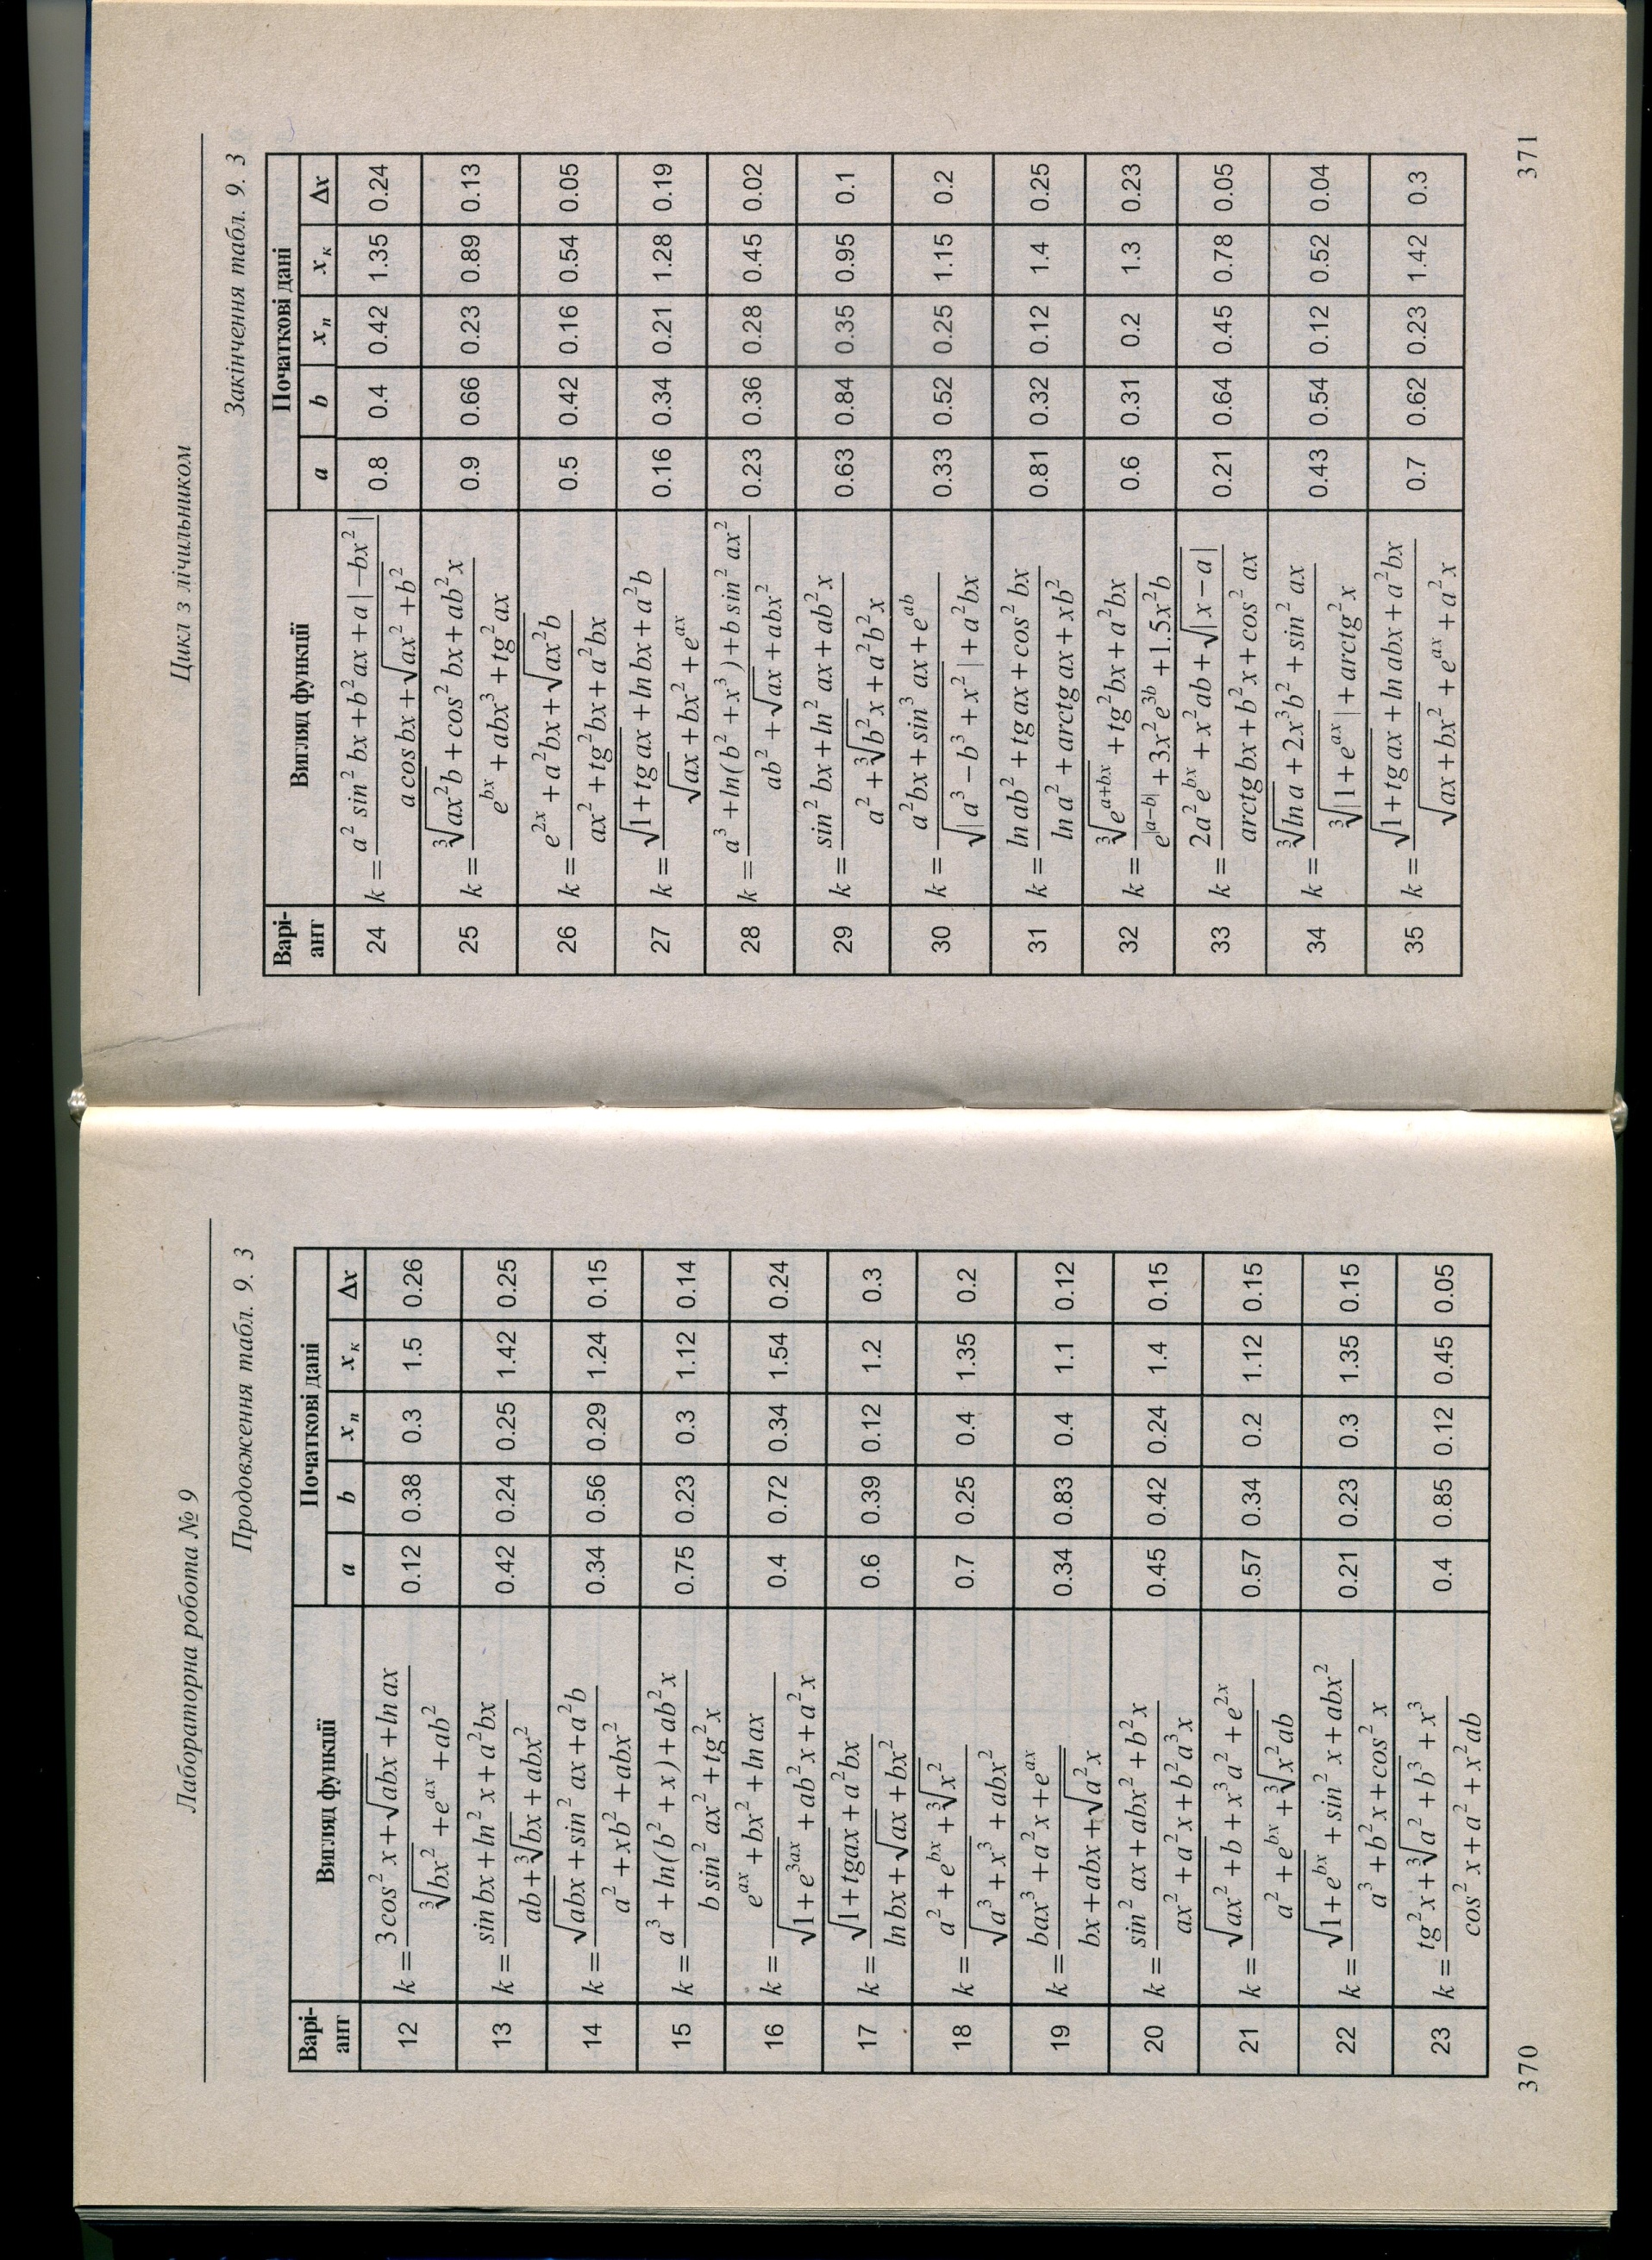 Лабораторна робота № 9
Продовження табл. 9. 3
Варі-ант | Вигляд функції | Початкові дані
a | b | xₙ | xₖ | Δx
12 | k = (3 cos² x + √(abx) + ln ax) / (∛(bx²) + e^(ax) + ab²) | 0.12 | 0.38 | 0.3 | 1.5 | 0.26
13 | k = (sin bx + ln² x + a²bx) / (ab + ∛(bx) + abx²) | 0.42 | 0.24 | 0.25 | 1.42 | 0.25
14 | k = (√(abx) + sin² ax + a²b) / (a² + xb² + abx²) | 0.34 | 0.56 | 0.29 | 1.24 | 0.15
15 | k = (a³ + ln(b² + x) + ab²x) / (b sin² ax² + tg² x) | 0.75 | 0.23 | 0.3 | 1.12 | 0.14
16 | k = (e^(ax) + bx² + ln ax) / √(1 + e^(3ax) + ab²x + a²x) | 0.4 | 0.72 | 0.34 | 1.54 | 0.24
17 | k = (√(1 + tgax) + a²bx) / (ln bx + √(ax) + bx²) | 0.6 | 0.39 | 0.12 | 1.2 | 0.3
18 | k = (a² + e^(bx) + ∛(x²)) / (√(a³ + x³) + abx²) | 0.7 | 0.25 | 0.4 | 1.35 | 0.2
19 | k = (bax³ + a²x + e^(ax)) / (bx + abx + √(a²x)) | 0.34 | 0.83 | 0.4 | 1.1 | 0.12
20 | k = (sin² ax + abx² + b²x) / (ax² + a²x + b²a³x) | 0.45 | 0.42 | 0.24 | 1.4 | 0.15
21 | k = (√(ax² + b) + x³a² + e^(2x)) / (a² + e^(bx) + ∛(x²ab)) | 0.57 | 0.34 | 0.2 | 1.12 | 0.15
22 | k = (√(1 + e^(bx)) + sin² x + abx²) / (a³ + b²x + cos² x) | 0.21 | 0.23 | 0.3 | 1.35 | 0.15
23 | k = (tg² x + ∛(a² + b³) + x³) / (cos² x + a² + x²ab) | 0.4 | 0.85 | 0.12 | 0.45 | 0.05
370
Цикл з лічильником
Закінчення табл. 9. 3
Варі-ант | Вигляд функції | Початкові дані
a | b | xₙ | xₖ | Δx
24 | k = (a² sin² bx + b²ax + a|−bx²|) / (a cos bx + √(ax² + b²)) | 0.8 | 0.4 | 0.42 | 1.35 | 0.24
25 | k = (∛(ax²b) + cos² bx + ab²x) / (e^(bx) + abx³ + tg² ax) | 0.9 | 0.66 | 0.23 | 0.89 | 0.13
26 | k = (e^(2x) + a²bx + √(ax²b)) / (ax² + tg²bx + a²bx) | 0.5 | 0.42 | 0.16 | 0.54 | 0.05
27 | k = (√(1 + tg ax) + ln bx + a²b) / (√(ax) + bx² + e^(ax)) | 0.16 | 0.34 | 0.21 | 1.28 | 0.19
28 | k = (a³ + ln(b² + x³) + b sin² ax²) / (ab² + √(ax) + abx²) | 0.23 | 0.36 | 0.28 | 0.45 | 0.02
29 | k = (sin² bx + ln² ax + ab²x) / (a² + ∛(b²x) + a²b²x) | 0.63 | 0.84 | 0.35 | 0.95 | 0.1
30 | k = (a²bx + sin³ ax + e^(ab)) / (√|a³ − b³ + x²| + a²bx) | 0.33 | 0.52 | 0.25 | 1.15 | 0.2
31 | k = (ln ab² + tg ax + cos² bx) / (ln a² + arctg ax + xb²) | 0.81 | 0.32 | 0.12 | 1.4 | 0.25
32 | k = (∛(e^(a+bx)) + tg²bx + a²bx) / (e^|a−b| + 3x²e^(3b) + 1.5x²b) | 0.6 | 0.31 | 0.2 | 1.3 | 0.23
33 | k = (2a²e^(bx) + x²ab + √|x − a|) / (arctg bx + b²x + cos² ax) | 0.21 | 0.64 | 0.45 | 0.78 | 0.05
34 | k = (∛(ln a) + 2x³b² + sin² ax) / (∛|1 + e^(ax)| + arctg² x) | 0.43 | 0.54 | 0.12 | 0.52 | 0.04
35 | k = (√(1 + tg ax) + ln abx + a²bx) / (√(ax + bx²) + e^(ax) + a²x) | 0.7 | 0.62 | 0.23 | 1.42 | 0.3
371